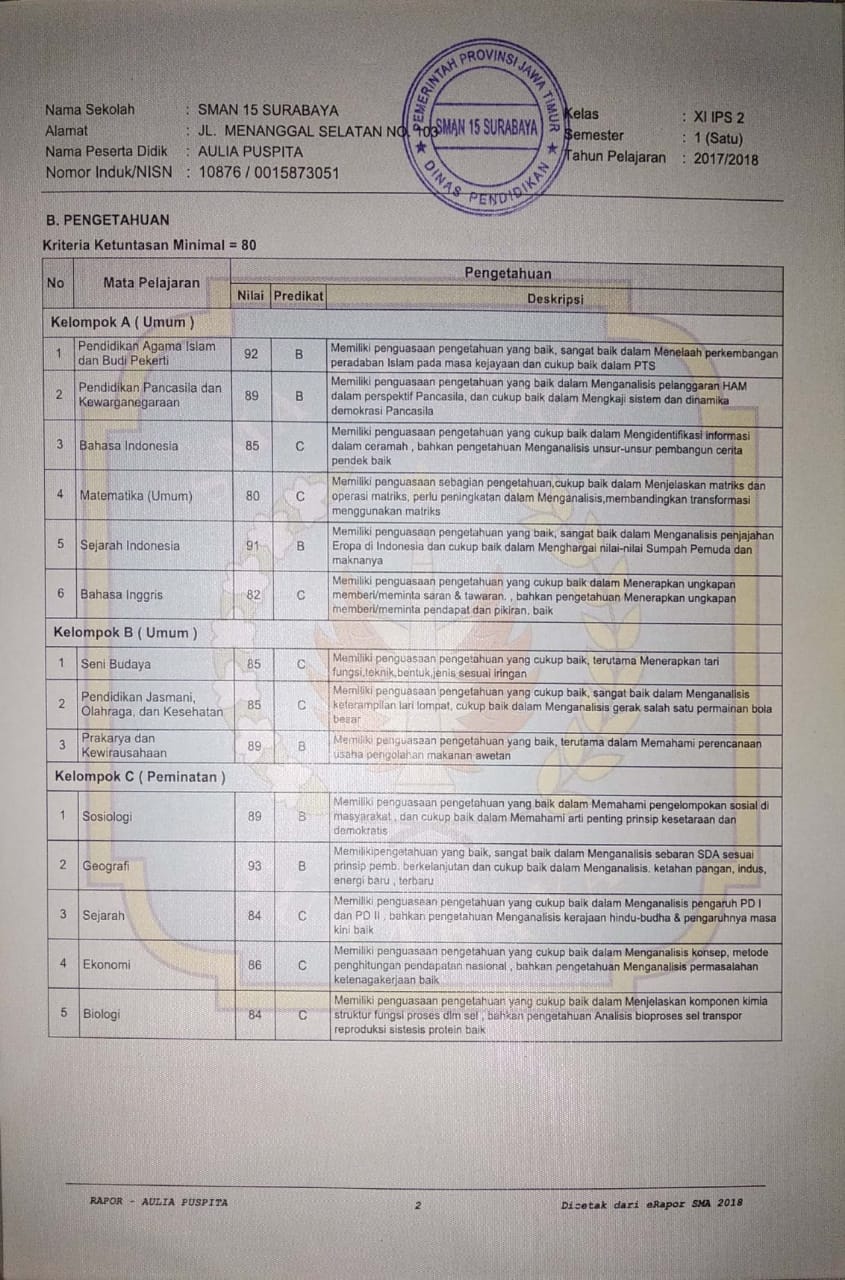 PEMERINTAH PROVINSI JAWA TIMUR
SMAN 15 SURABAYA
DINAS PENDIDIKAN
Nama Sekolah : SMAN 15 SURABAYA
Alamat : JL. MENANGGAL SELATAN NO. 103
Nama Peserta Didik : AULIA PUSPITA
Nomor Induk/NISN : 10876 / 0015873051
Kelas : XI IPS 2
Semester : 1 (Satu)
Tahun Pelajaran : 2017/2018
B. PENGETAHUAN
Kriteria Ketuntasan Minimal = 80
No Mata Pelajaran Pengetahuan
Nilai Predikat Deskripsi
Kelompok A ( Umum )
1 Pendidikan Agama Islam dan Budi Pekerti 92 B Memiliki penguasaan pengetahuan yang baik, sangat baik dalam Menelaah perkembangan
peradaban Islam pada masa kejayaan dan cukup baik dalam PTS
2 Pendidikan Pancasila dan Kewarganegaraan 89 B Memiliki penguasaan pengetahuan yang baik dalam Menganalisis pelanggaran HAM
dalam perspektif Pancasila, dan cukup baik dalam Mengkaji sistem dan dinamika
demokrasi Pancasila
3 Bahasa Indonesia 85 C Memiliki penguasaan pengetahuan yang cukup baik dalam Mengidentifikasi informasi
dalam ceramah , bahkan pengetahuan Menganalisis unsur-unsur pembangun cerita
pendek baik
4 Matematika (Umum) 80 C Memiliki penguasaan sebagian pengetahuan,cukup baik dalam Menjelaskan matriks dan
operasi matriks, perlu peningkatan dalam Menganalisis,membandingkan transformasi
menggunakan matriks
5 Sejarah Indonesia 91 B Memiliki penguasaan pengetahuan yang baik, sangat baik dalam Menganalisis penjajahan
Eropa di Indonesia dan cukup baik dalam Menghargai nilai-nilai Sumpah Pemuda dan
maknanya
6 Bahasa Inggris 82 C Memiliki penguasaan pengetahuan yang cukup baik dalam Menerapkan ungkapan
memberi/meminta saran & tawaran. , bahkan pengetahuan Menerapkan ungkapan
memberi/meminta pendapat dan pikiran. baik
Kelompok B ( Umum )
1 Seni Budaya 85 C Memiliki penguasaan pengetahuan yang cukup baik, terutama Menerapkan tari
fungsi,teknik,bentuk,jenis sesuai iringan
2 Pendidikan Jasmani, Olahraga, dan Kesehatan 85 C Memiliki penguasaan pengetahuan yang cukup baik, sangat baik dalam Menganalisis
keterampilan lari lompat, cukup baik dalam Menganalisis gerak salah satu permainan bola
besar
3 Prakarya dan Kewirausahaan 89 B Memiliki penguasaan pengetahuan yang baik, terutama dalam Memahami perencanaan
usaha pengolahan makanan awetan
Kelompok C ( Peminatan )
1 Sosiologi 89 B Memiliki penguasaan pengetahuan yang baik dalam Memahami pengelompokan sosial di
masyarakat , dan cukup baik dalam Memahami arti penting prinsip kesetaraan dan
demokratis
2 Geografi 93 B Memilikipengetahuan yang baik, sangat baik dalam Menganalisis sebaran SDA sesuai
prinsip pemb. berkelanjutan dan cukup baik dalam Menganalisis. ketahan pangan, indus,
energi baru , terbaru
3 Sejarah 84 C Memiliki penguasaan pengetahuan yang cukup baik dalam Menganalisis pengaruh PD I
dan PD II , bahkan pengetahuan Menganalisis kerajaan hindu-budha & pengaruhnya masa
kini baik
4 Ekonomi 86 C Memiliki penguasaan pengetahuan yang cukup baik dalam Menganalisis konsep, metode
penghitungan pendapatan nasional , bahkan pengetahuan Menganalisis permasalahan
ketenagakerjaan baik
5 Biologi 84 C Memiliki penguasaan pengetahuan yang cukup baik dalam Menjelaskan komponen kimia
struktur fungsi proses dlm sel , bahkan pengetahuan Analisis bioproses sel transpor
reproduksi sistesis protein baik
RAPOR - AULIA PUSPITA 2 Dicetak dari eRapor SMA 2018